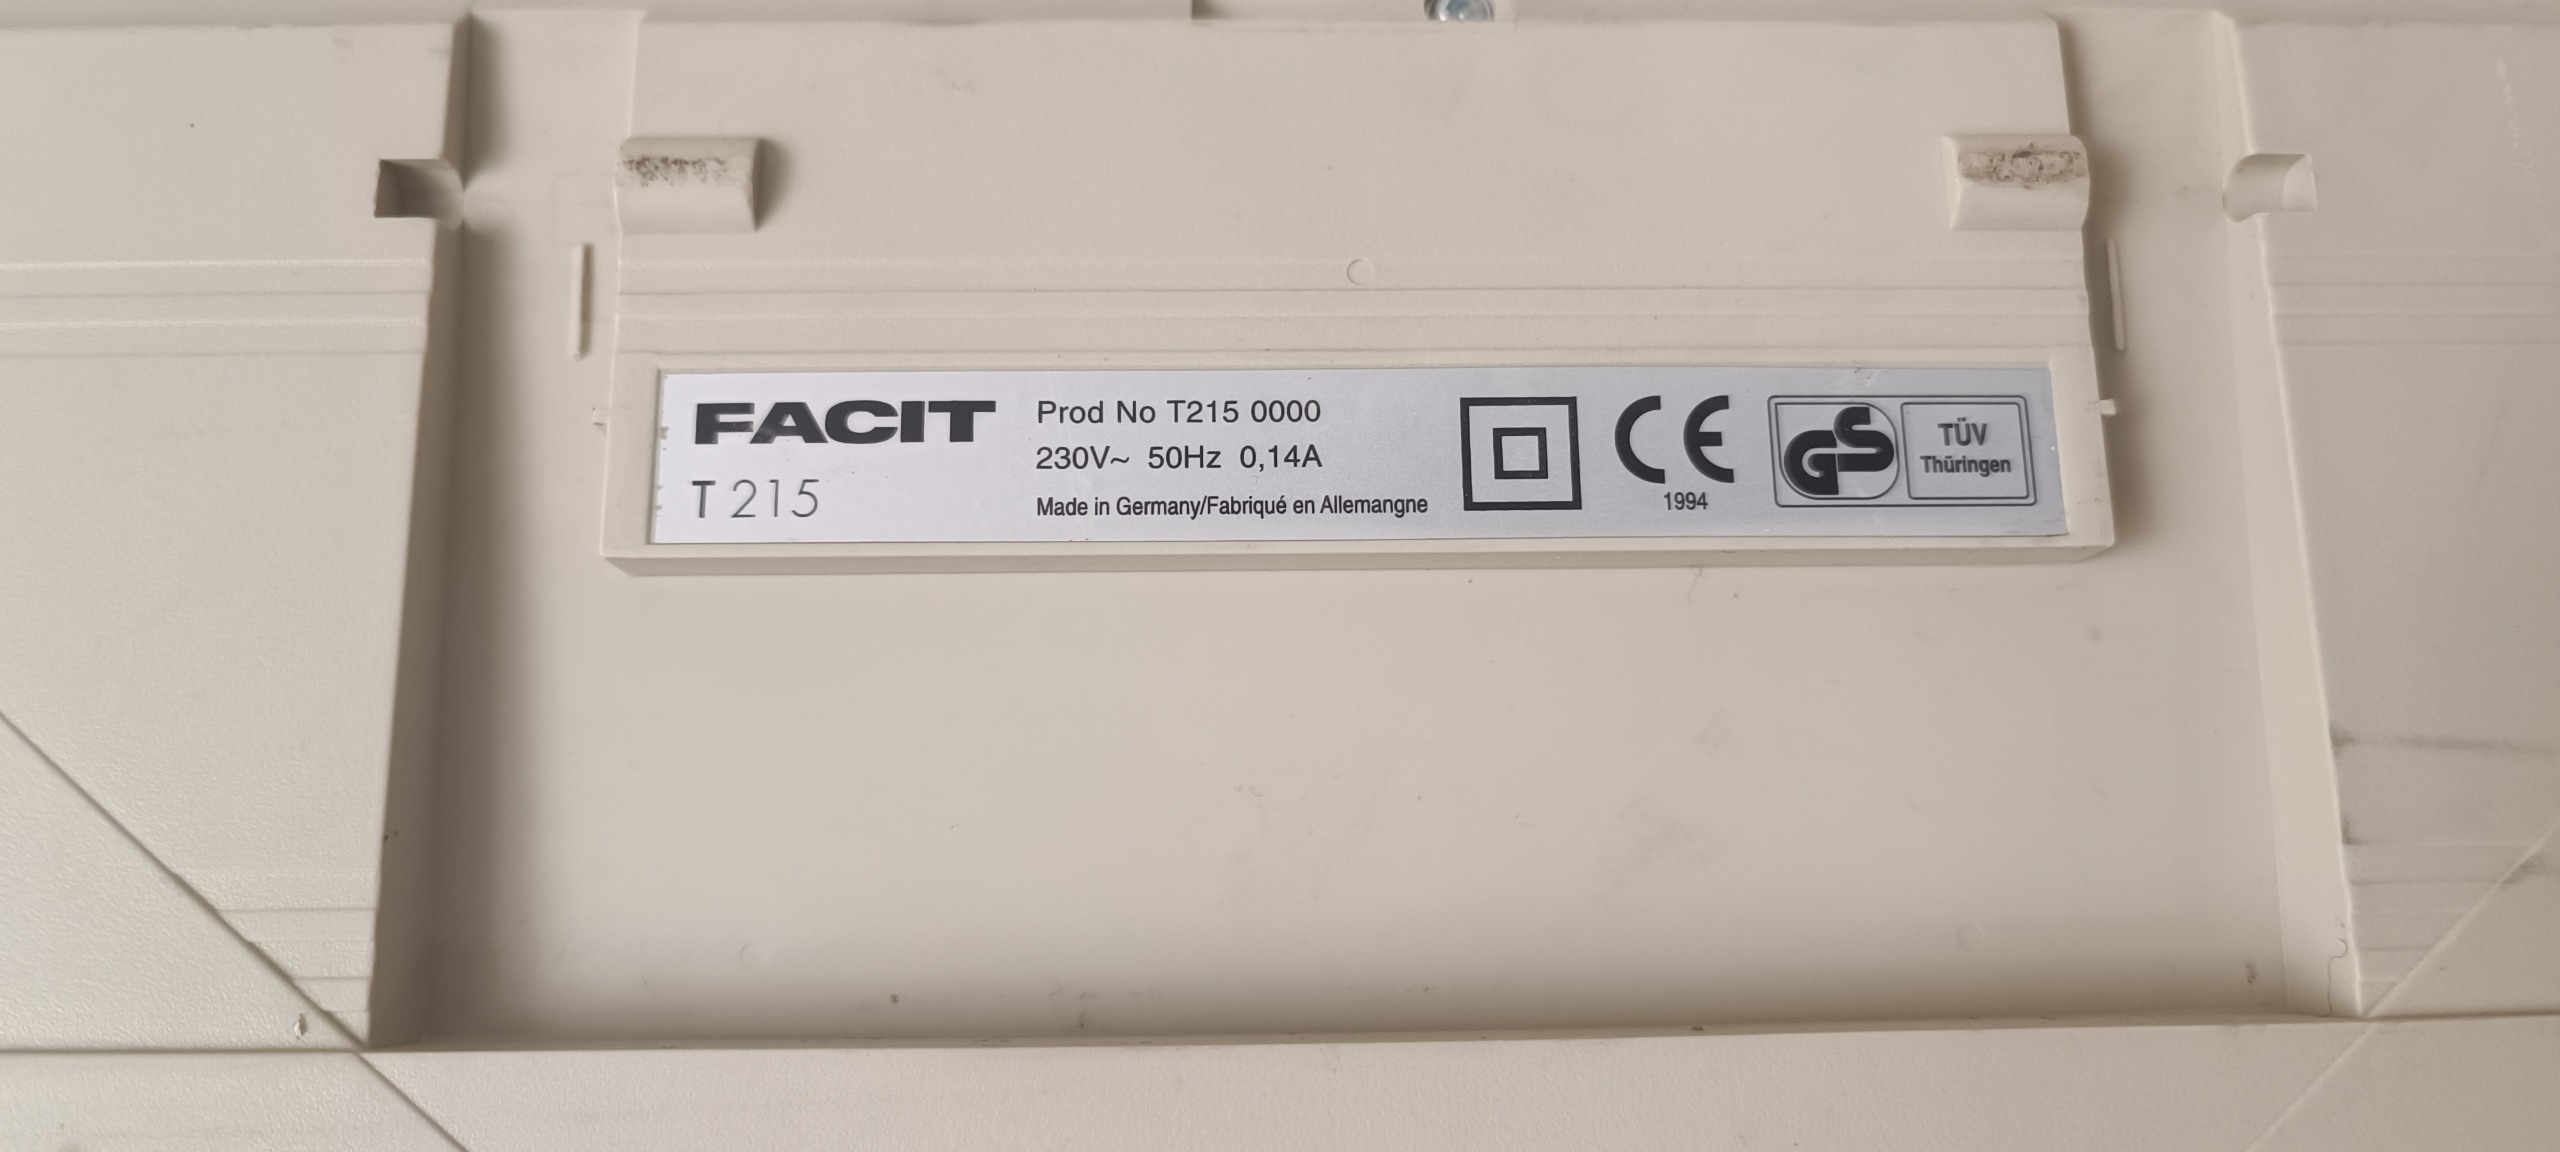 FACIT
T 215
Prod No T215 0000
230V~ 50Hz 0,14A
Made in Germany/Fabriqué en Allemangne
CE
1994
GS
TÜV
Thüringen